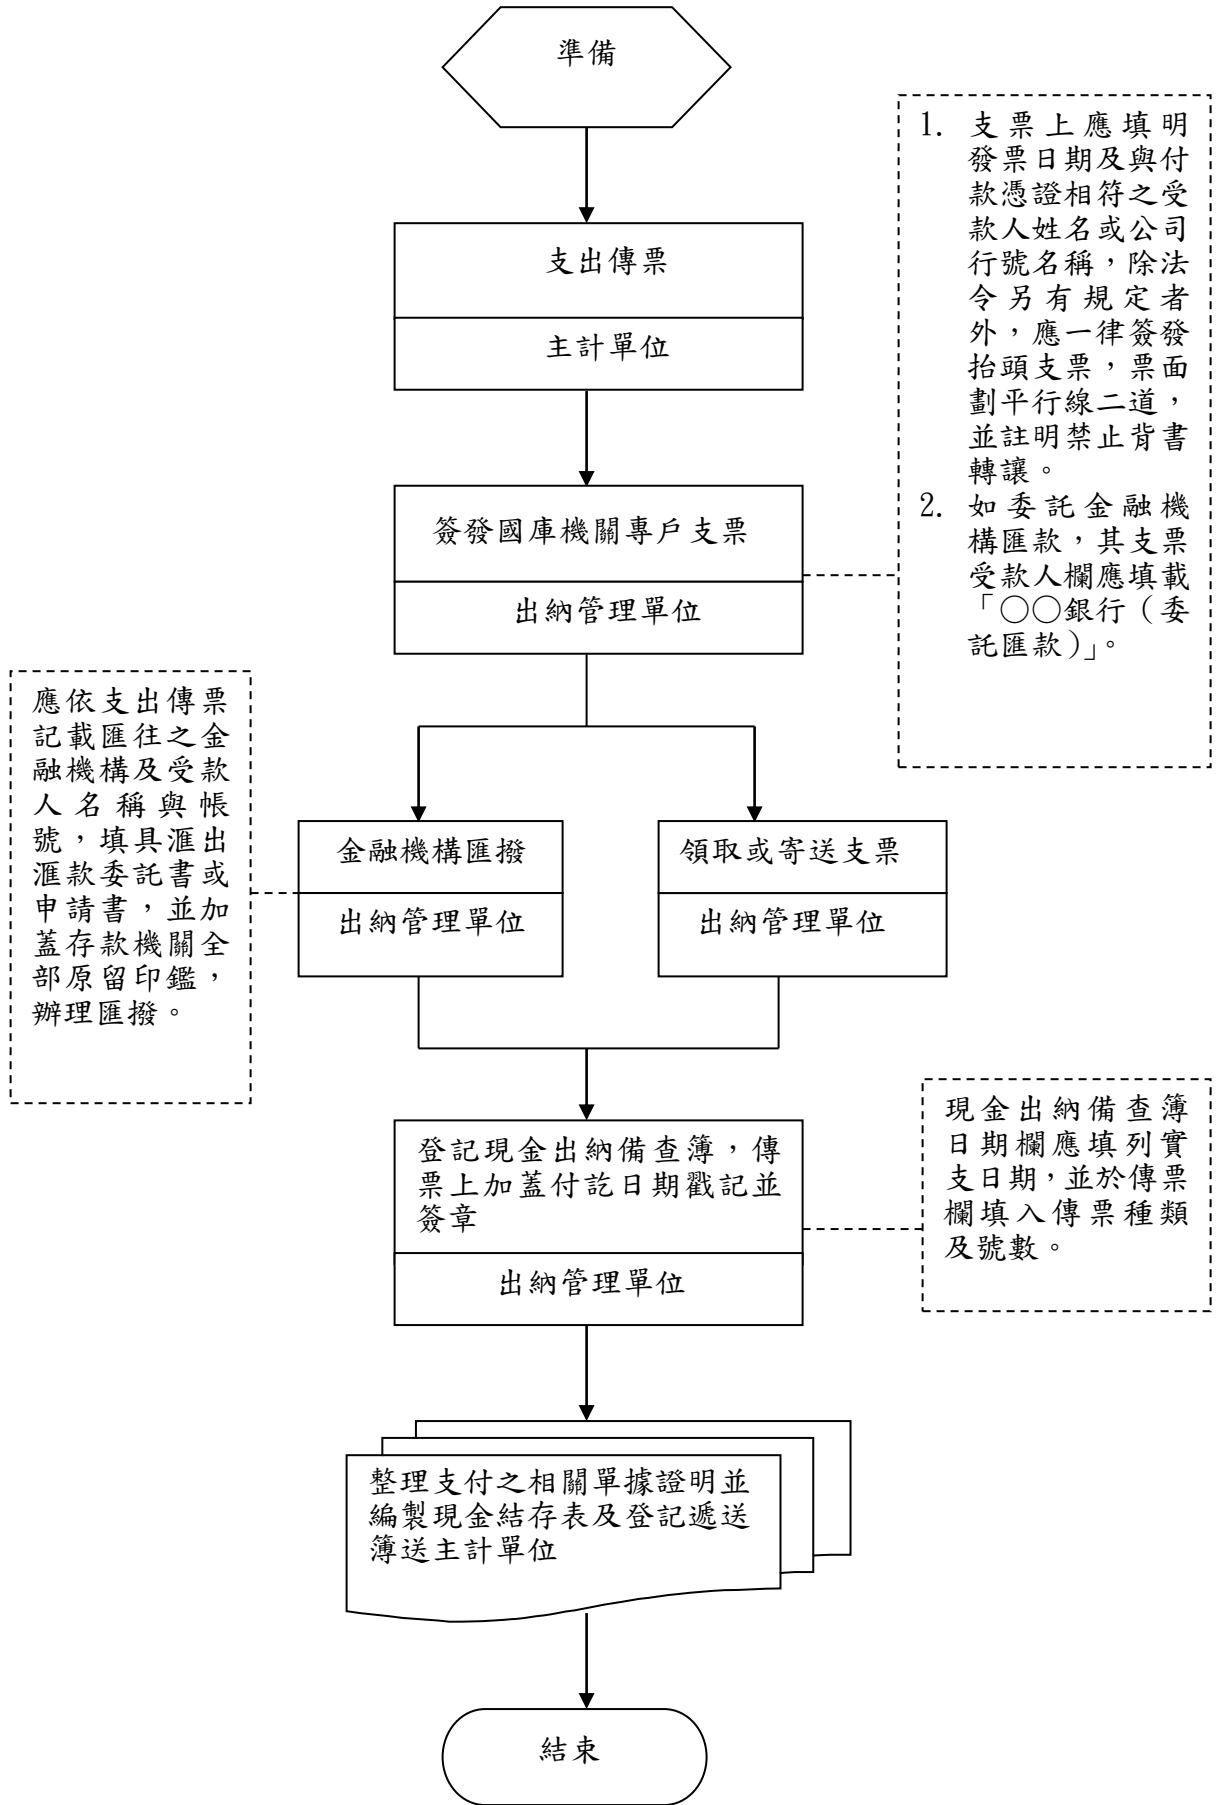 準備
支出傳票
主計單位
1. 支票上應填明
發票日期及與付
款憑證相符之受
款人姓名或公司
行號名稱，除法
令另有規定者
外，應一律簽發
抬頭支票，票面
劃平行線二道，
並註明禁止背書
轉讓。
2. 如委託金融機
構匯款，其支票
受款人欄應填載
「○○銀行（委
託匯款）」。
簽發國庫機關專戶支票
出納管理單位
應依支出傳票
記載匯往之金
融機構及受款
人名稱與帳
號，填具滙出
滙款委託書或
申請書，並加
蓋存款機關全
部原留印鑑，
辦理匯撥。
金融機構匯撥
出納管理單位
領取或寄送支票
出納管理單位
登記現金出納備查簿，傳
票上加蓋付訖日期戳記並
簽章
出納管理單位
現金出納備查簿
日期欄應填列實
支日期，並於傳票
欄填入傳票種類
及號數。
整理支付之相關單據證明並
編製現金結存表及登記遞送
簿送主計單位
結束